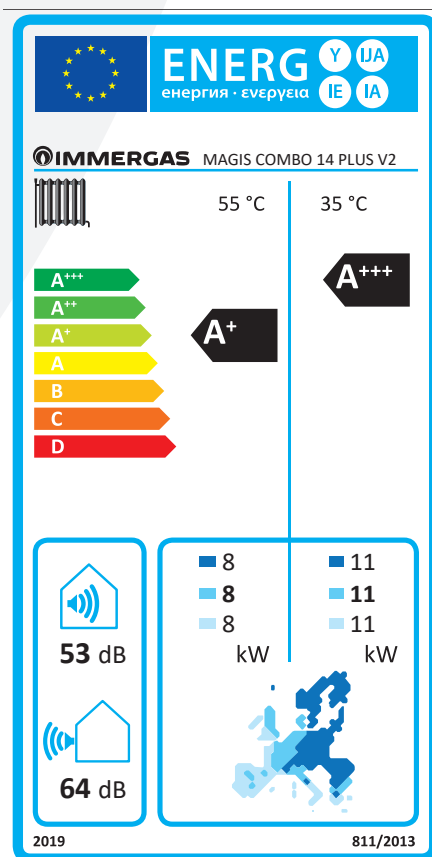 ENERG Y IJA
енергия · ενεργεια IE IA
IMMERGAS MAGIS COMBO 14 PLUS V2
55 °C 35 °C
A+++
A++
A+
A
B
C
D
A+
A+++
53 dB
64 dB
8 11
8 11
8 11
kW kW
2019 811/2013